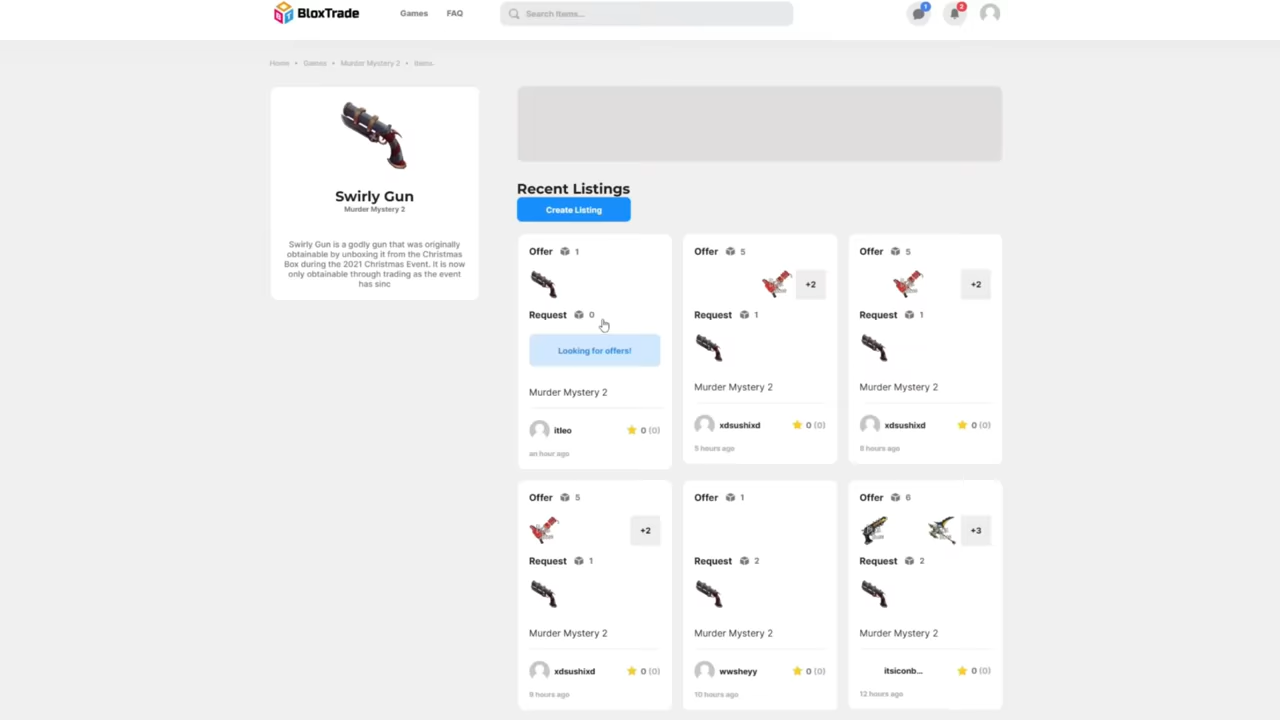 BloxTrade
Games
FAQ
Search Items...
1
2
Home • Games • Murder Mystery 2 • Items.
Swirly Gun
Murder Mystery 2
Swirly Gun is a godly gun that was originally
obtainable by unboxing it from the Christmas
Box during the 2021 Christmas Event. It is now
only obtainable through trading as the event
has sinc
Recent Listings
Create Listing
Offer 1
Request 0
Looking for offers!
Murder Mystery 2
itleo 0 (0)
an hour ago
Offer 5
+2
Request 1
Murder Mystery 2
xdsushixd 0 (0)
5 hours ago
Offer 5
+2
Request 1
Murder Mystery 2
xdsushixd 0 (0)
8 hours ago
Offer 5
+2
Request 1
Murder Mystery 2
xdsushixd 0 (0)
9 hours ago
Offer 1
Request 2
Murder Mystery 2
wwsheyy 0 (0)
10 hours ago
Offer 6
+3
Request 2
Murder Mystery 2
itsiconb... 0 (0)
12 hours ago